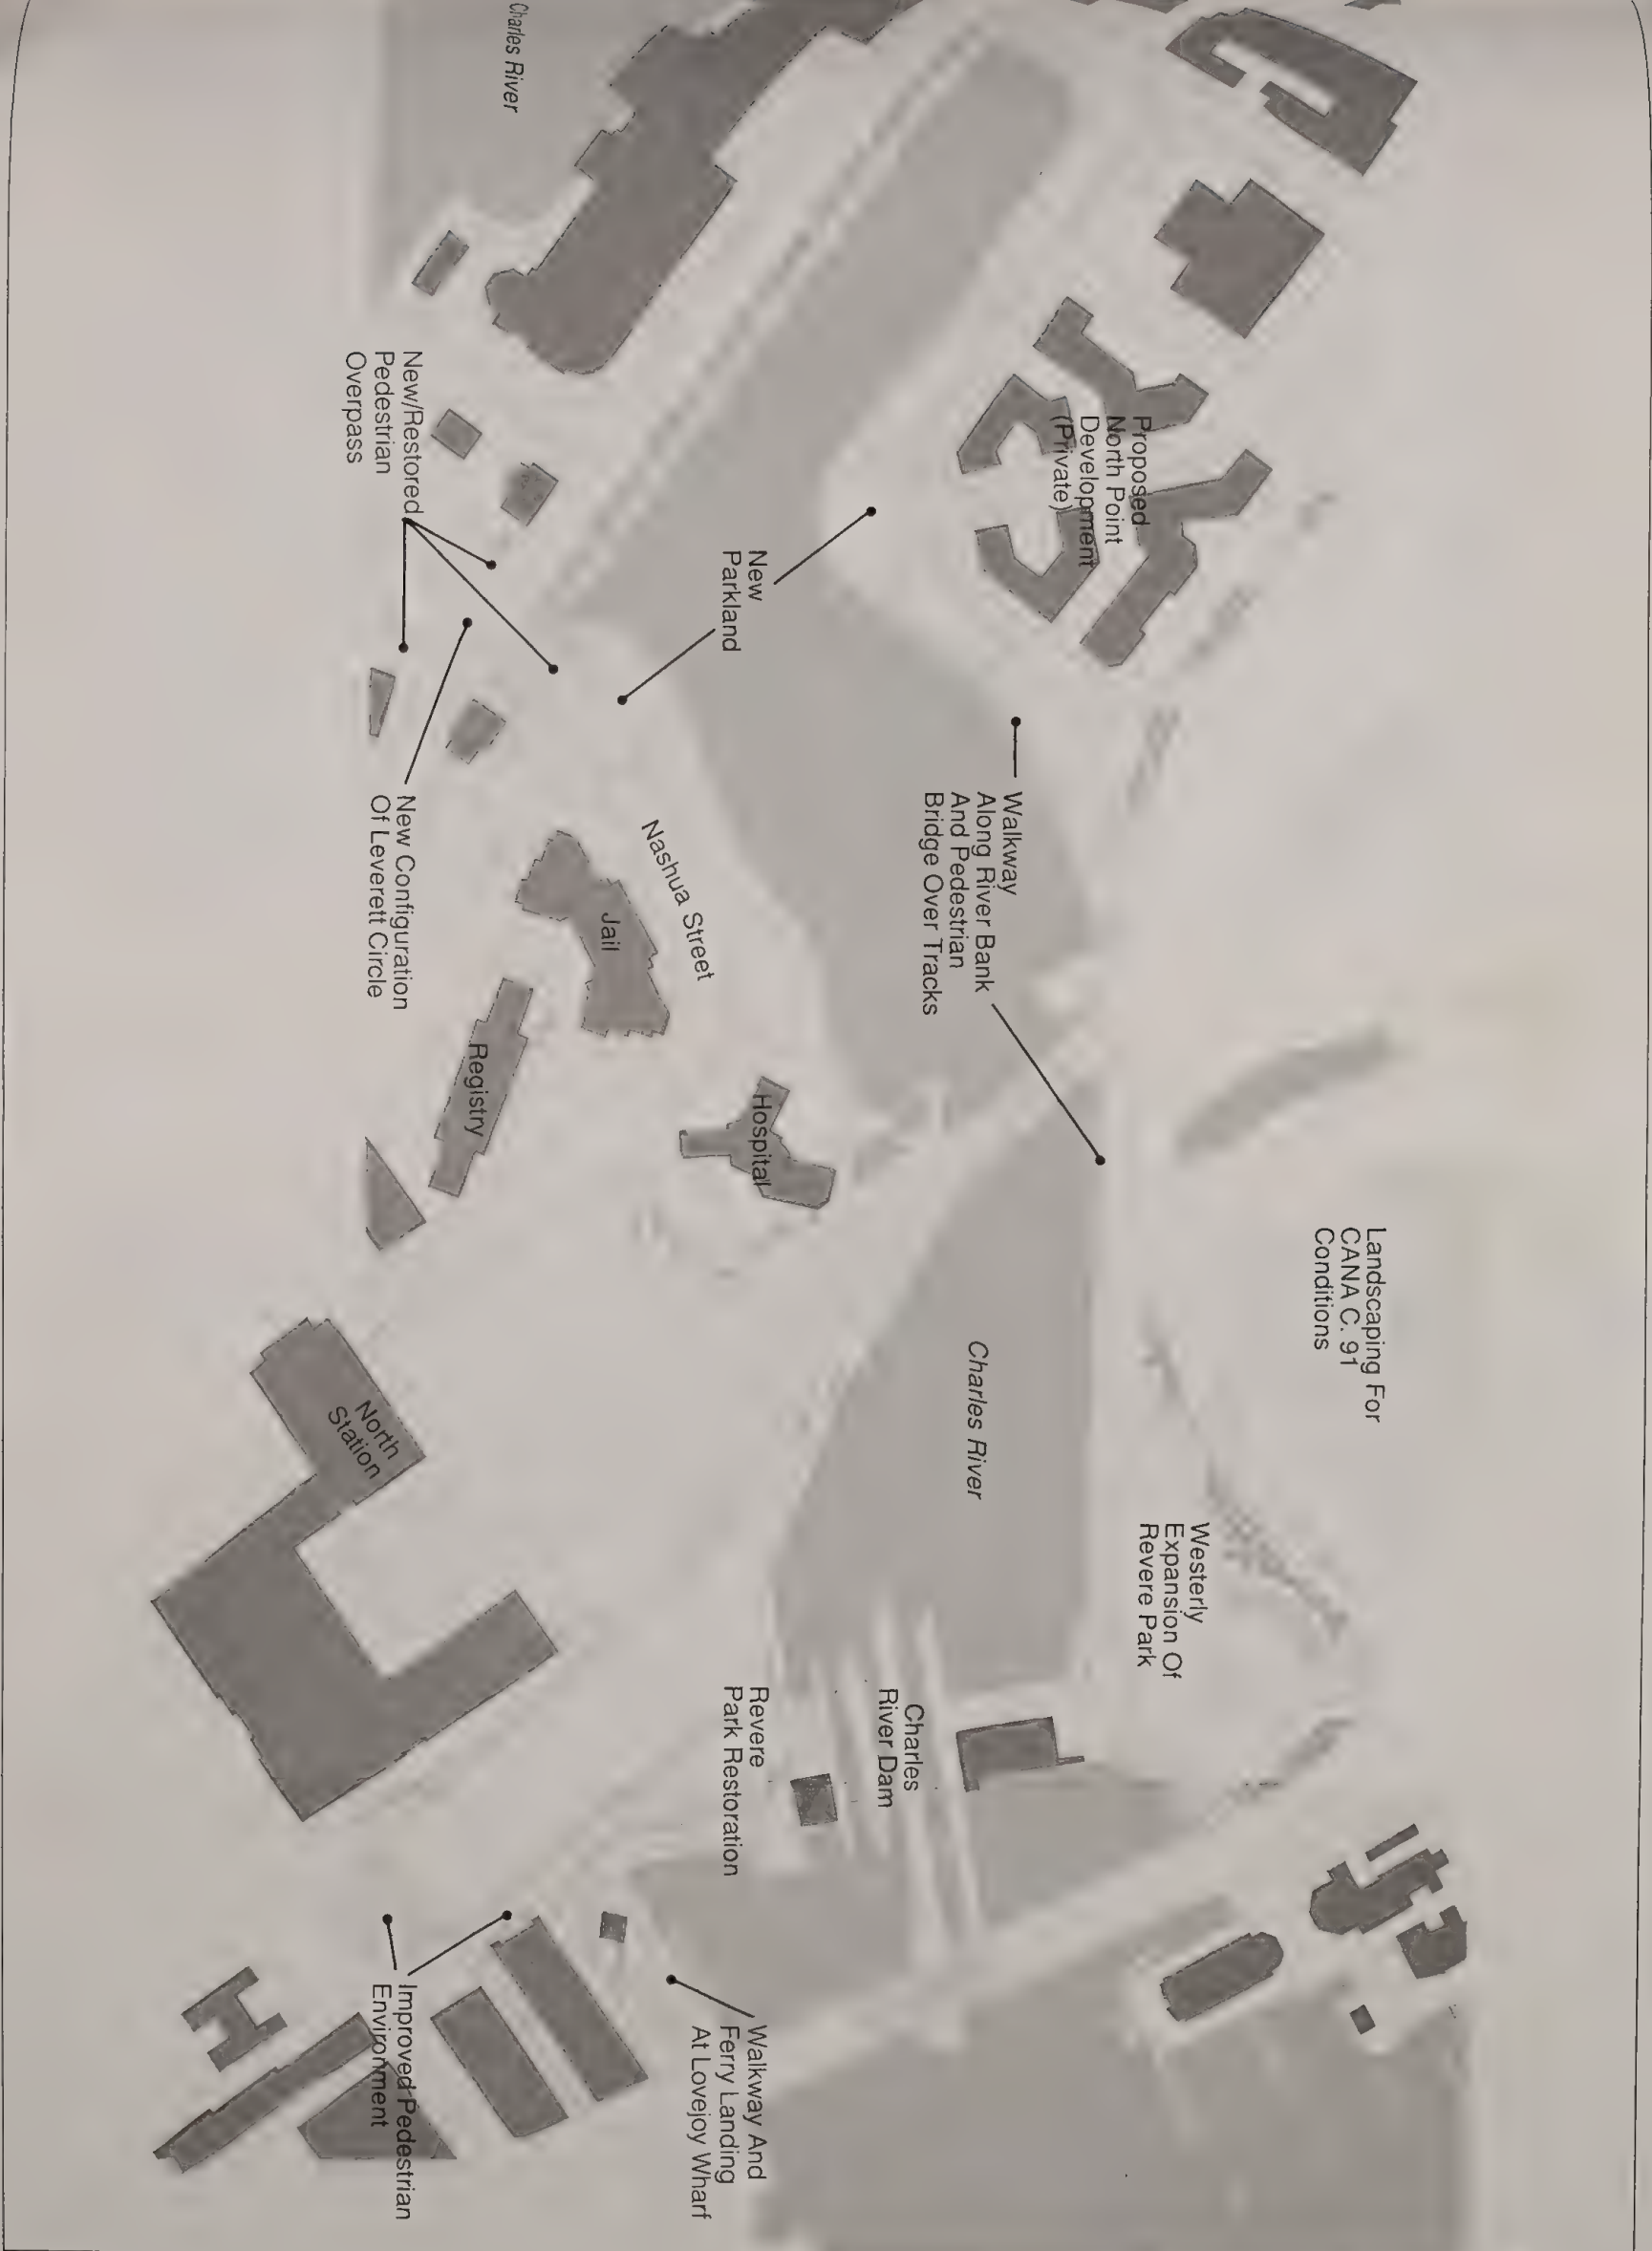 Charles River
Proposed
North Point
Development
(Private)
New/Restored
Pedestrian
Overpass
New
Parkland
Walkway
Along River Bank
And Pedestrian
Bridge Over Tracks
Nashua Street
New Configuration
Of Leverett Circle
Jail
Registry
Hospital
Landscaping For
CANA C. 91
Conditions
Charles River
North
Station
Westerly
Expansion Of
Revere Park
Charles
River Dam
Revere
Park Restoration
Improved Pedestrian
Environment
Walkway And
Ferry Landing
At Lovejoy Wharf